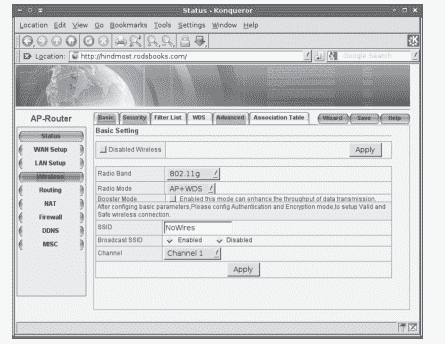 Status - Konqueror
Location Edit View Go Bookmarks Tools Settings Window Help
Location: http://hindmost.rodsbooks.com/ Google Search
AP-Router
Basic Security Filter List WDS Advanced Association Table Wizard Save Help
Status
WAN Setup
LAN Setup
Wireless
Routing
NAT
Firewall
DDNS
MISC
Basic Setting
Disabled Wireless Apply
Radio Band 802.11g
Radio Mode AP+WDS
Booster Mode Enabled this mode can enhance the throughput of data transmission.
After configing basic parameters,Please config Authentication and Encryption mode,to setup Valid and
Safe wireless connection.
SSID NoWires
Broadcast SSID Enabled Disabled
Channel Channel 1
Apply